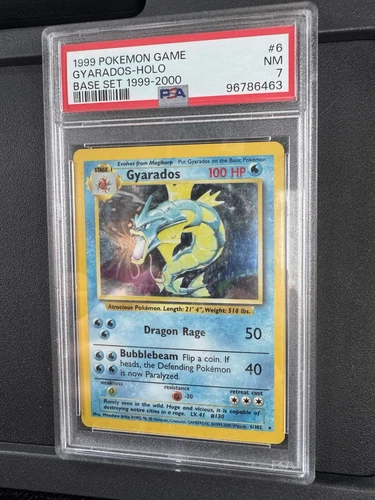 1999 POKEMON GAME #6
GYARADOS-HOLO NM
BASE SET 1999-2000 7
PSA 96786463
Evolves from Magikarp Put Gyarados on the Basic Pokémon
STAGE 1
Gyarados 100 HP
Atrocious Pokémon. Length: 21' 4", Weight: 518 lbs.
Dragon Rage 50
Bubblebeam Flip a coin. If
heads, the Defending Pokémon
is now Paralyzed.
40
weakness resistance retreat cost
-30
Rarely seen in the wild. Huge and vicious, it is capable of
destroying entire cities in a rage. LV. 41 #130
6/102